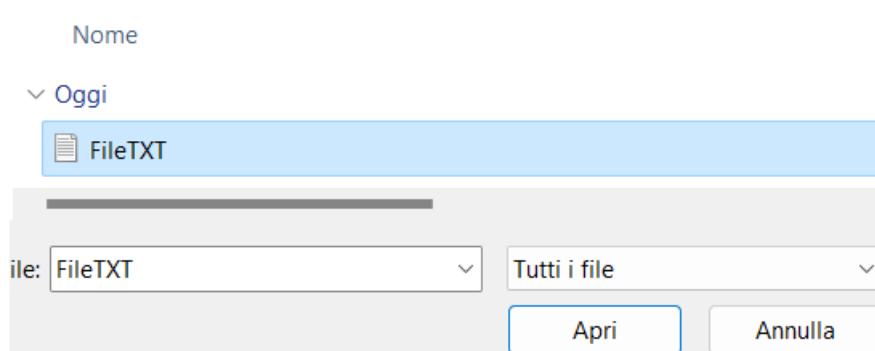 Nome
Oggi
FileTXT
ile: FileTXT Tutti i file
Apri Annulla